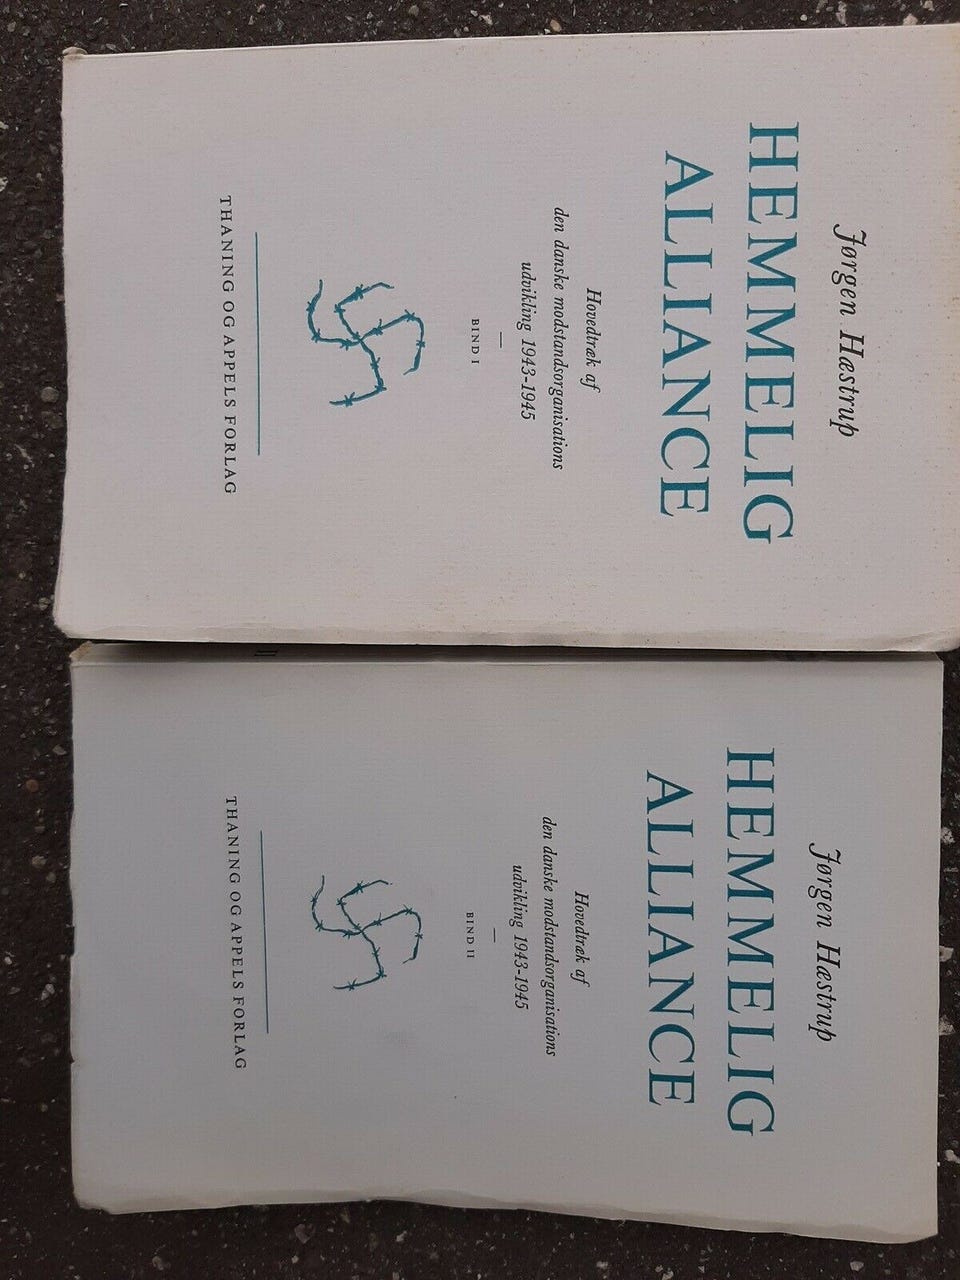 Jørgen Hæstrup
HEMMELIG
ALLIANCE
Hovedtræk af
den danske modstandsorganisations
udvikling 1943-1945
—
BIND I
THANING OG APPELS FORLAG
Jørgen Hæstrup
HEMMELIG
ALLIANCE
Hovedtræk af
den danske modstandsorganisations
udvikling 1943-1945
—
BIND II
THANING OG APPELS FORLAG
II